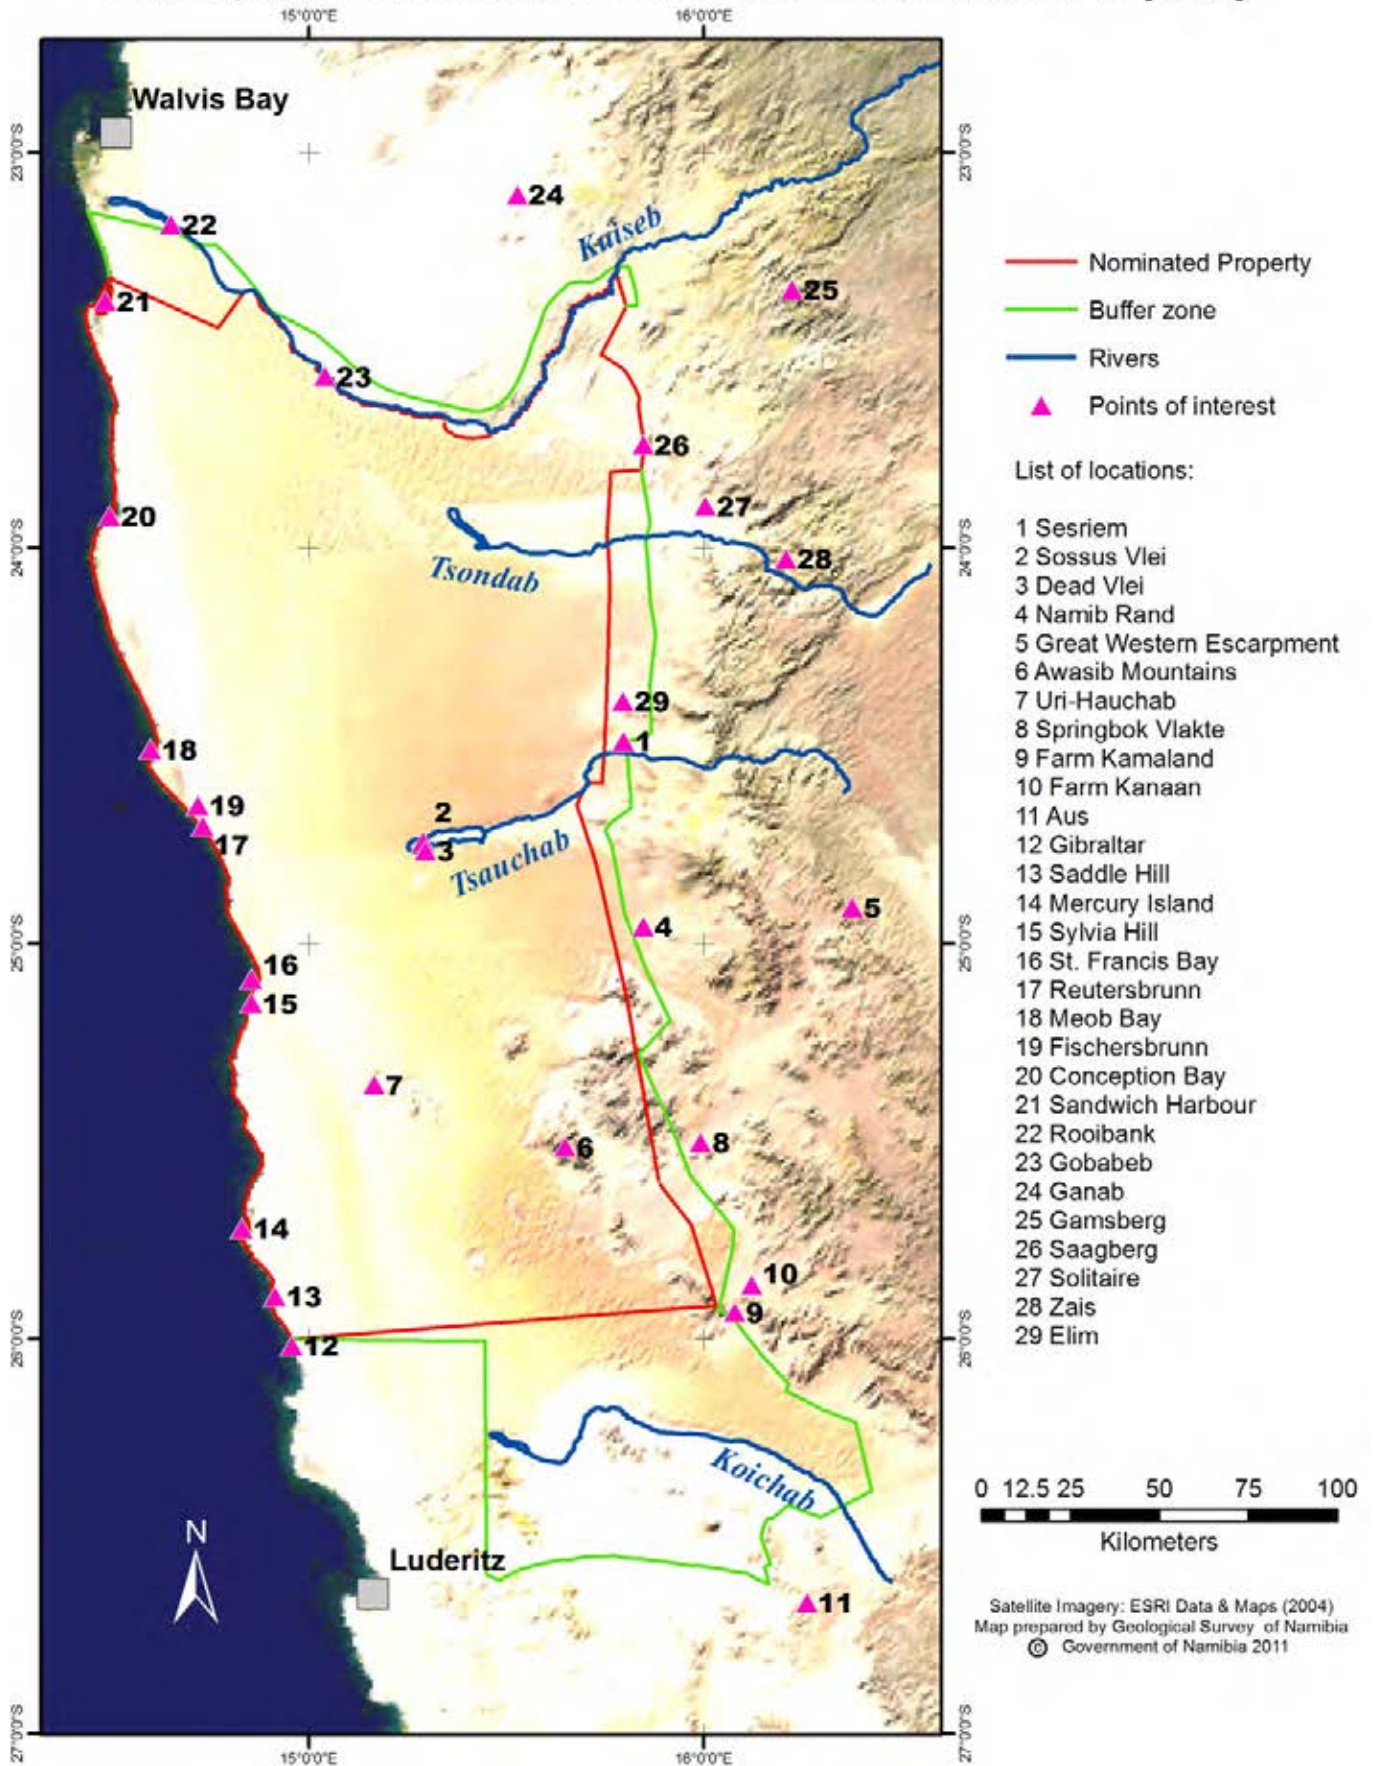 15°0'0"E
16°0'0"E
Walvis Bay
23°0'0"S
23°0'0"S
24
22
Kuiseb
25
21
23
26
27
20
24°0'0"S
24°0'0"S
28
Tsondab
29
1
18
19
17
2
3
Tsauchab
5
4
25°0'0"S
25°0'0"S
16
15
7
6
8
14
10
13
9
12
26°0'0"S
26°0'0"S
Koichab
N
Luderitz
11
27°0'0"S
27°0'0"S
15°0'0"E
16°0'0"E
Nominated Property
Buffer zone
Rivers
Points of interest
List of locations:
1 Sesriem
2 Sossus Vlei
3 Dead Vlei
4 Namib Rand
5 Great Western Escarpment
6 Awasib Mountains
7 Uri-Hauchab
8 Springbok Vlakte
9 Farm Kamaland
10 Farm Kanaan
11 Aus
12 Gibraltar
13 Saddle Hill
14 Mercury Island
15 Sylvia Hill
16 St. Francis Bay
17 Reutersbrunn
18 Meob Bay
19 Fischersbrunn
20 Conception Bay
21 Sandwich Harbour
22 Rooibank
23 Gobabeb
24 Ganab
25 Gamsberg
26 Saagberg
27 Solitaire
28 Zais
29 Elim
0 12.5 25 50 75 100
Kilometers
Satellite Imagery: ESRI Data & Maps (2004)
Map prepared by Geological Survey of Namibia
© Government of Namibia 2011